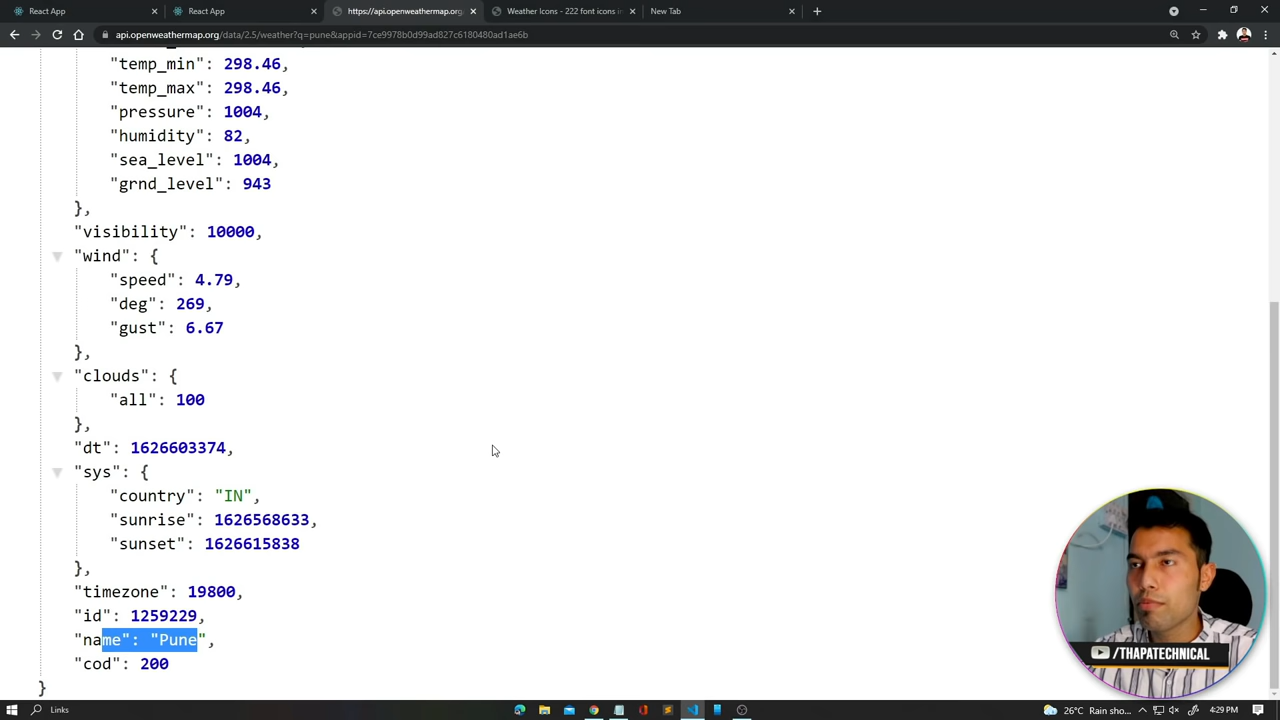 React App
React App
https://api.openweathermap.org
Weather Icons - 222 font icons in
New Tab
api.openweathermap.org/data/2.5/weather?q=pune&appid=7ce9978b0d99ad827c6180480ad1ae6b
"temp_min": 298.46,
"temp_max": 298.46,
"pressure": 1004,
"humidity": 82,
"sea_level": 1004,
"grnd_level": 943
},
"visibility": 10000,
"wind": {
"speed": 4.79,
"deg": 269,
"gust": 6.67
},
"clouds": {
"all": 100
},
"dt": 1626603374,
"sys": {
"country": "IN",
"sunrise": 1626568633,
"sunset": 1626615838
},
"timezone": 19800,
"id": 1259229,
"name": "Pune",
"cod": 200
}
/THAPATECHNICAL
Links
26°C Rain sho...
4:29 PM